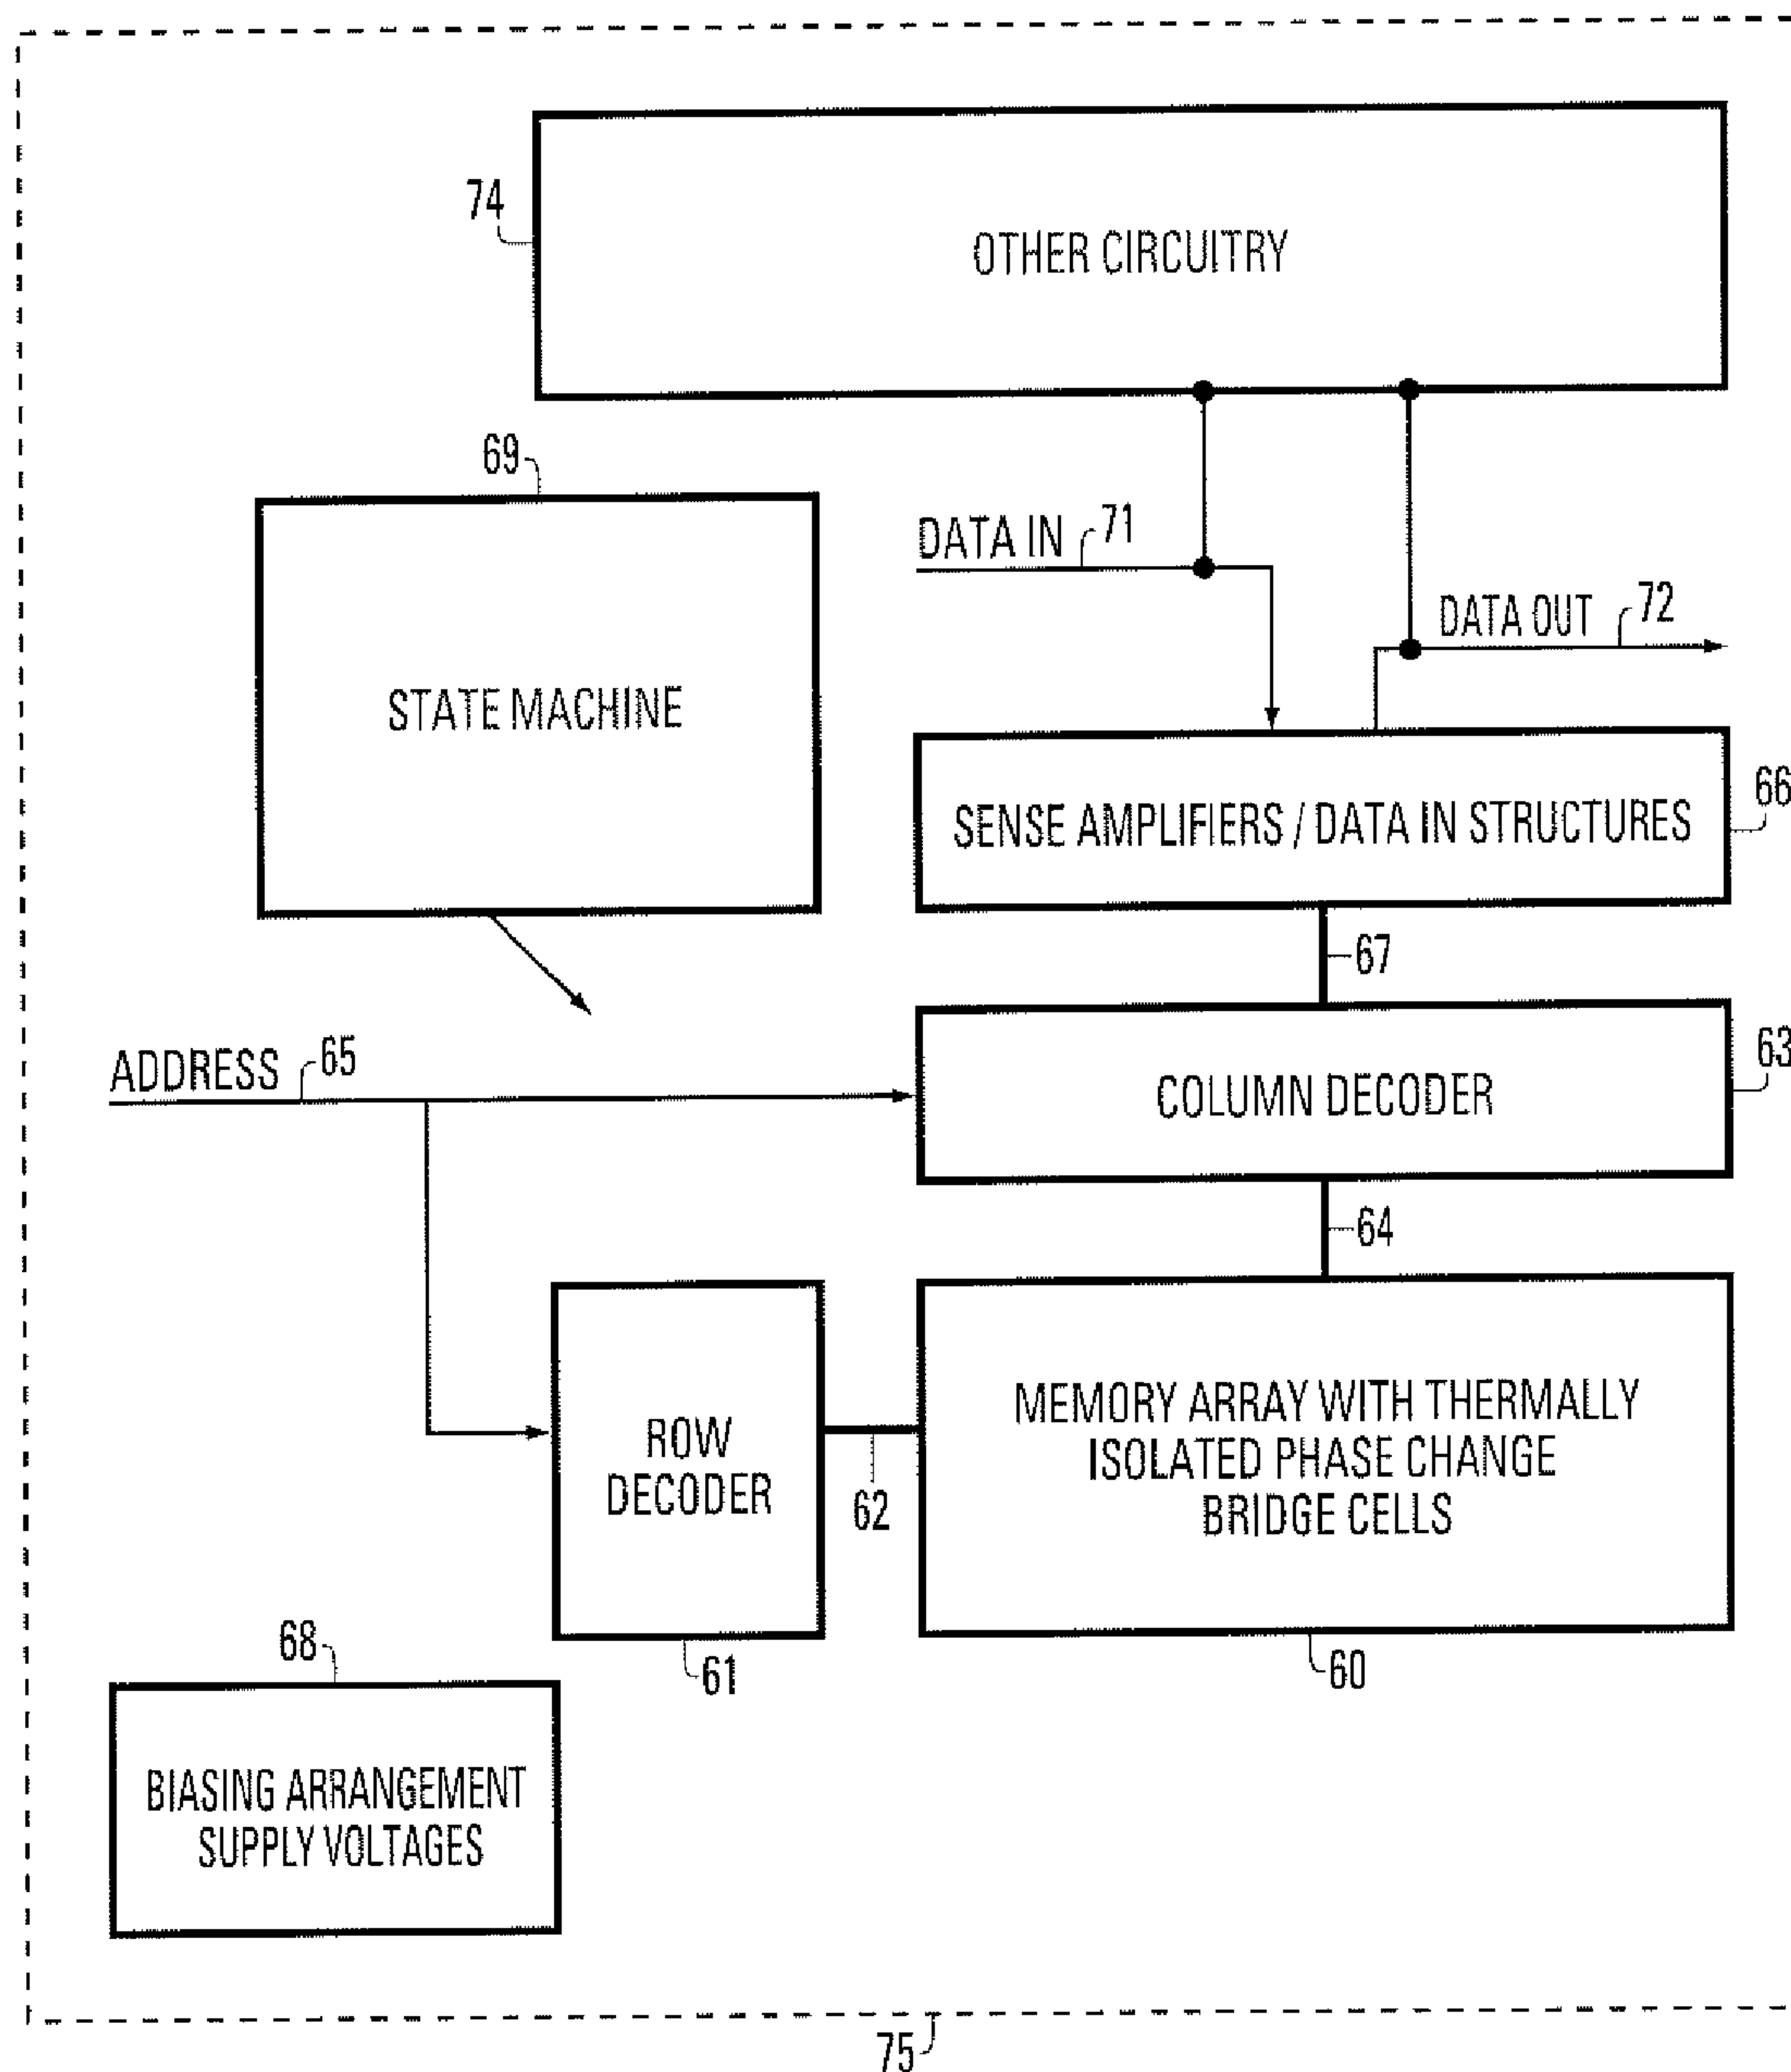 74
OTHER CIRCUITRY
69
STATE MACHINE
DATA IN
71
DATA OUT
72
SENSE AMPLIFIERS / DATA IN STRUCTURES
66
67
ADDRESS
65
COLUMN DECODER
63
64
ROW
DECODER
61
62
MEMORY ARRAY WITH THERMALLY
ISOLATED PHASE CHANGE
BRIDGE CELLS
60
68
BIASING ARRANGEMENT
SUPPLY VOLTAGES
75